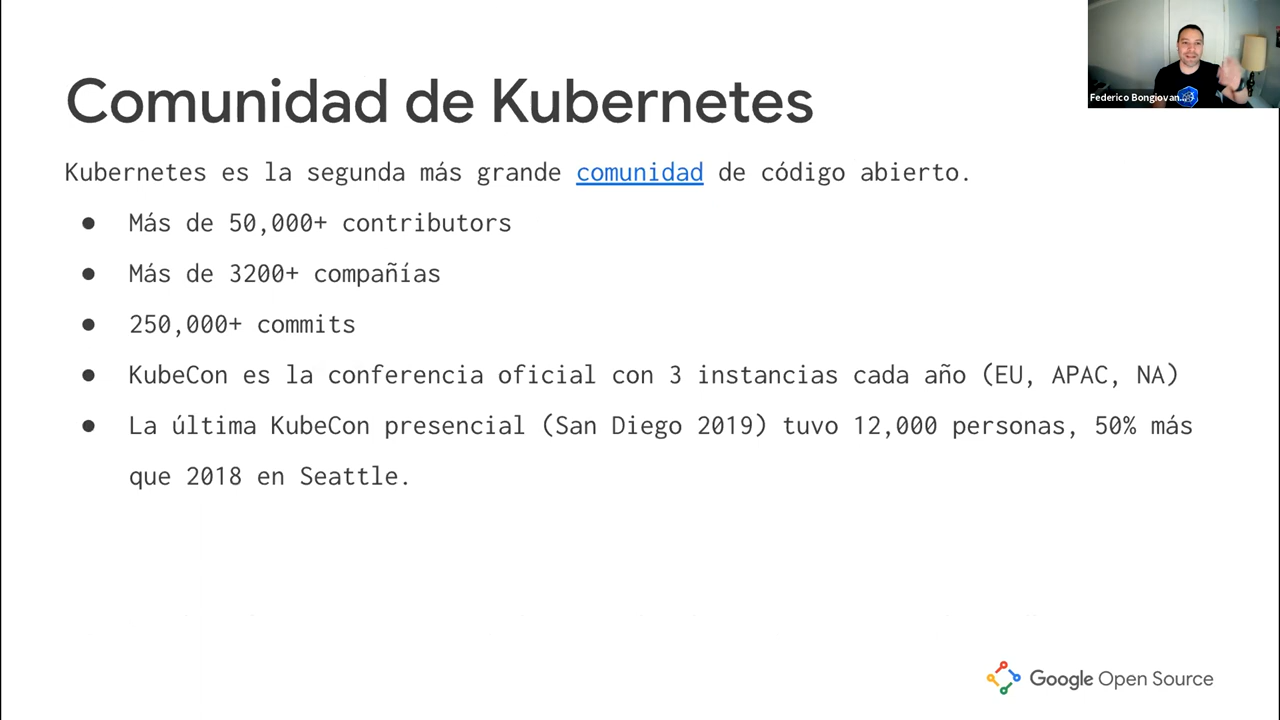 Comunidad de Kubernetes
Kubernetes es la segunda más grande comunidad de código abierto.
● Más de 50,000+ contributors
● Más de 3200+ compañías
● 250,000+ commits
● KubeCon es la conferencia oficial con 3 instancias cada año (EU, APAC, NA)
● La última KubeCon presencial (San Diego 2019) tuvo 12,000 personas, 50% más
que 2018 en Seattle.
Federico Bongiovan...
Google Open Source